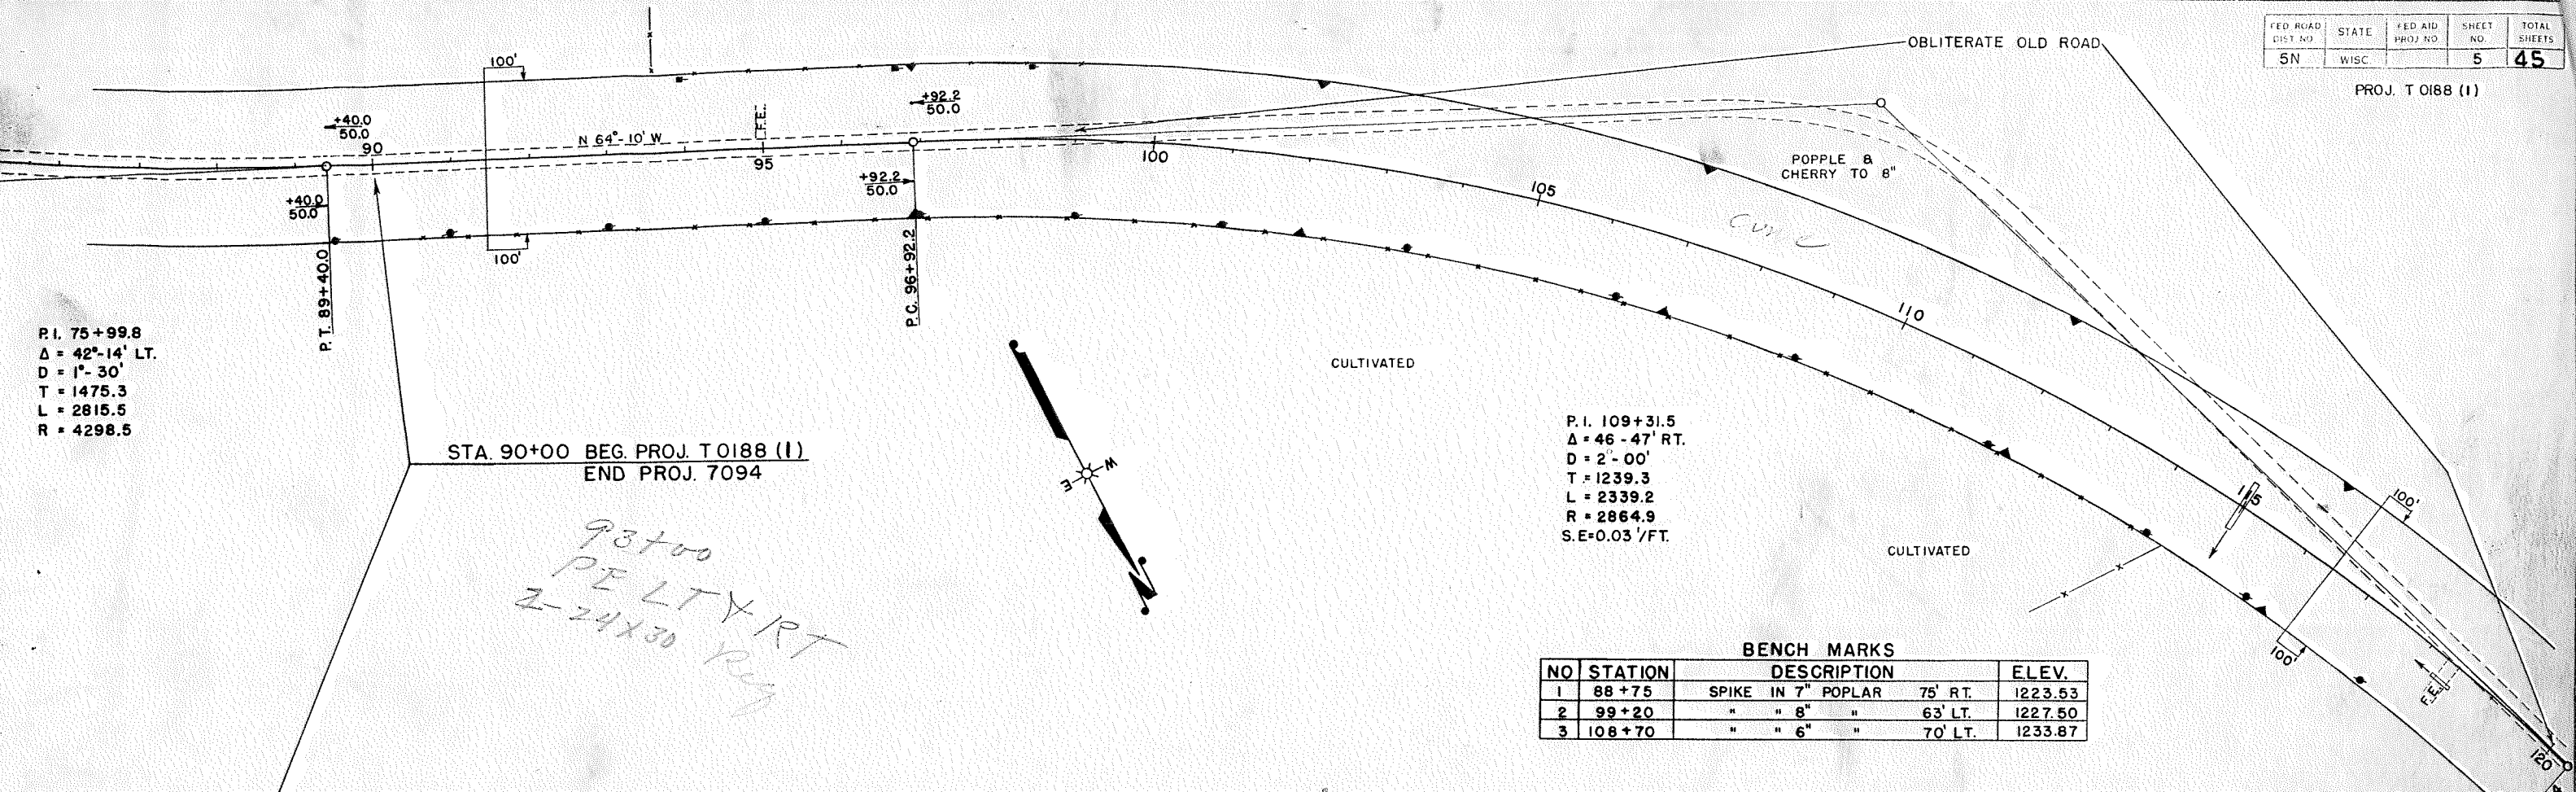 FED ROAD DIST NO
STATE
FED AID PROJ NO
SHEET NO.
TOTAL SHEETS
5N WISC. 5 45
PROJ. T 0188 (1)
OBLITERATE OLD ROAD
100'
+40.0
50.0
90
N 64°-10' W
F.E.
95
+92.2
50.0
100
+40.0
50.0
+92.2
50.0
105
POPPLE &
CHERRY TO 8"
Curve
110
100'
P.T. 89+40.0
P.C. 96+92.2
P.I. 75+99.8
Δ = 42°-14' LT.
D = 1°-30'
T = 1475.3
L = 2815.5
R = 4298.5
STA. 90+00 BEG. PROJ. T 0188 (1)
END PROJ. 7094
93+00
PE LT & RT
2-24X30
W
E
CULTIVATED
P.I. 109+31.5
Δ = 46-47' RT.
D = 2°-00'
T = 1239.3
L = 2339.2
R = 2864.9
S.E=0.03 '/FT.
CULTIVATED
115
100'
100'
F.E.
120
BENCH MARKS
NO STATION DESCRIPTION ELEV.
1 88+75 SPIKE IN 7" POPLAR 75' RT. 1223.53
2 99+20 " " 8" " 63' LT. 1227.50
3 108+70 " " 6" " 70' LT. 1233.87